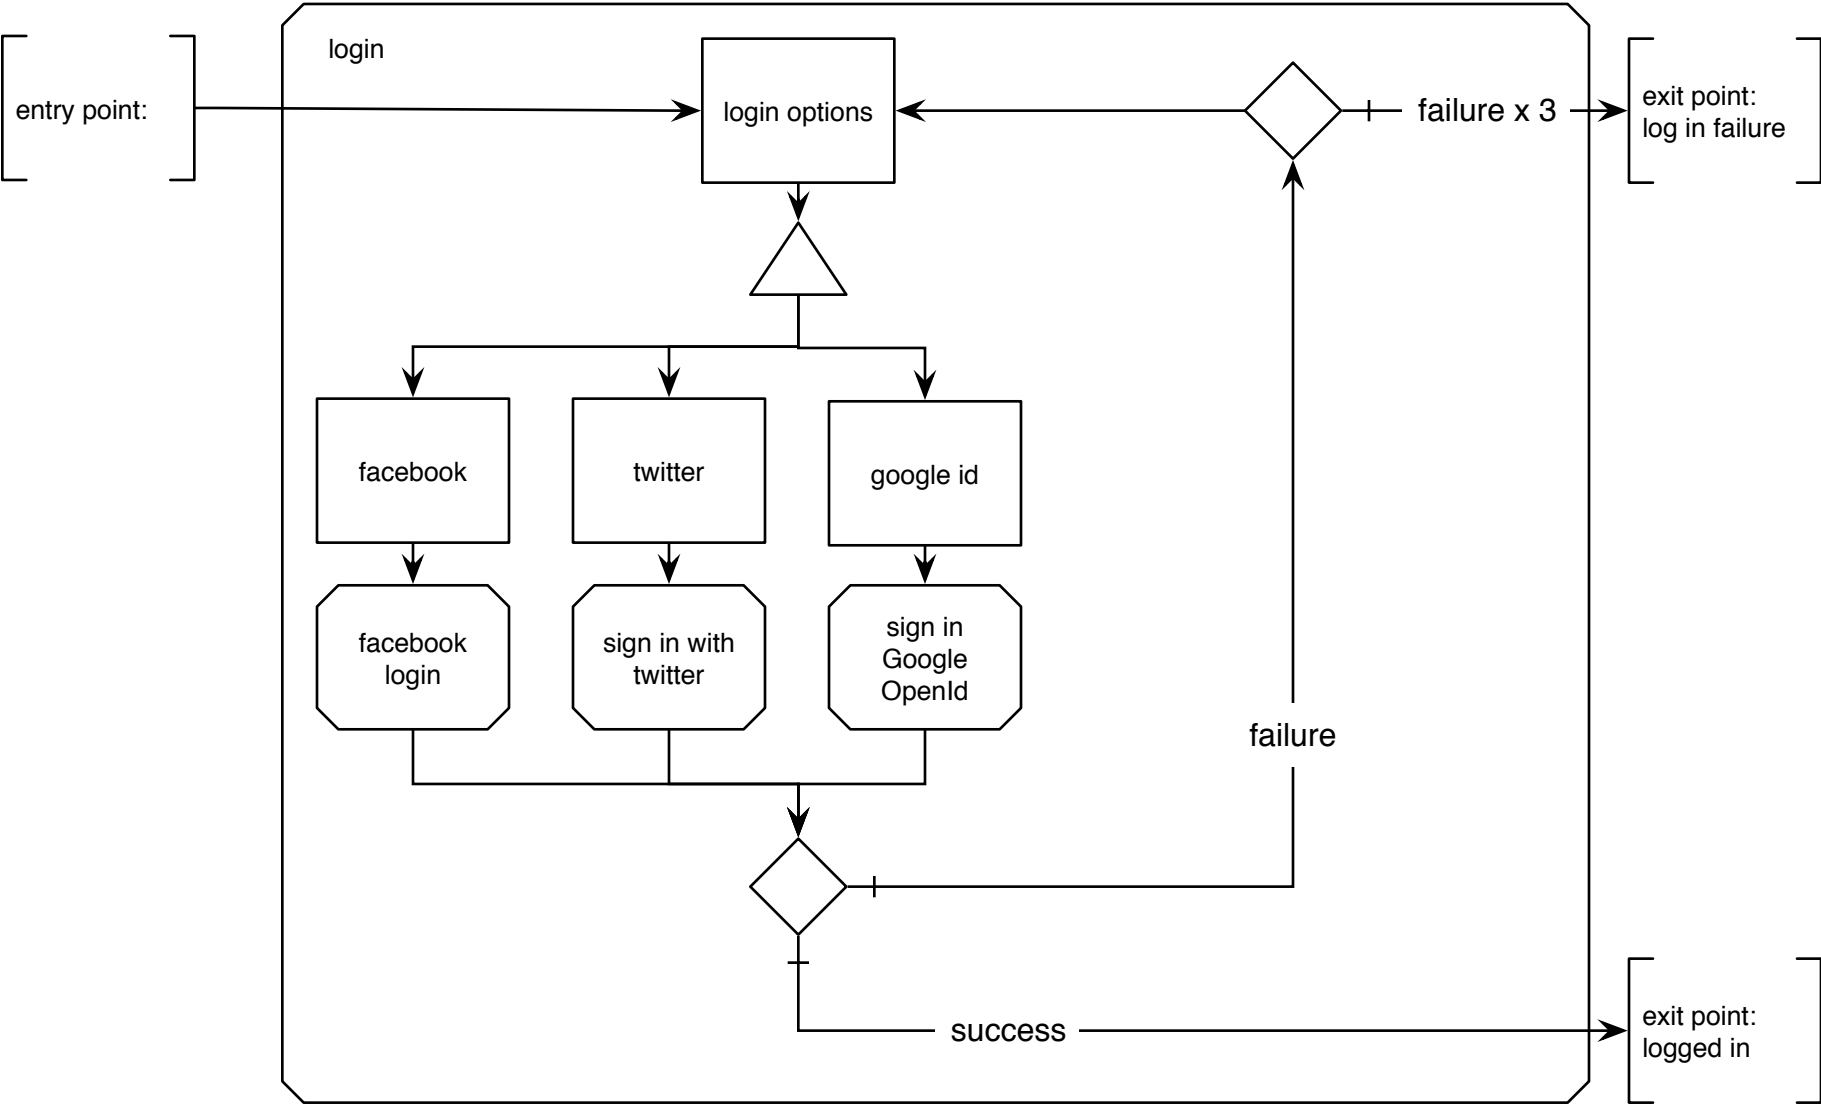 login
entry point:
login options
failure x 3
exit point:
log in failure
facebook
twitter
google id
facebook
login
sign in with
twitter
sign in
Google
OpenId
failure
success
exit point:
logged in